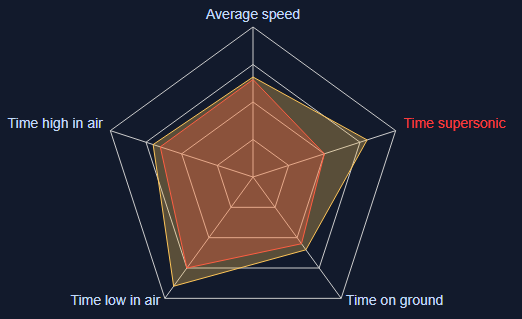 Average speed
Time high in air
Time supersonic
Time low in air
Time on ground